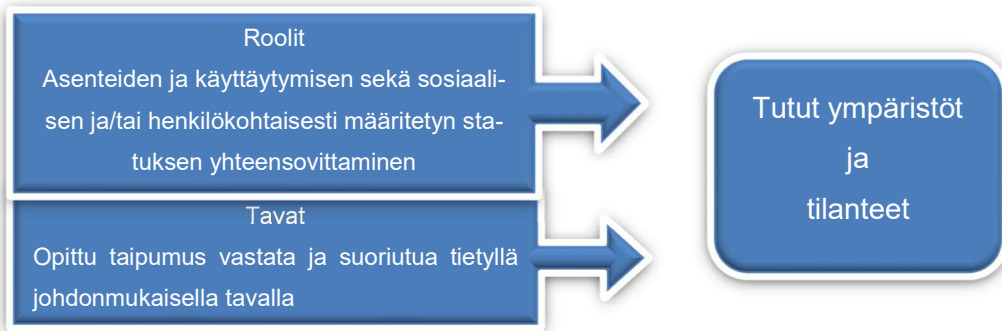 Roolit
Asenteiden ja käyttäytymisen sekä sosiaali-
sen ja/tai henkilökohtaisesti määritetyn sta-
tuksen yhteensovittaminen
Tavat
Opittu taipumus vastata ja suoriutua tietyllä
johdonmukaisella tavalla
Tutut ympäristöt
ja
tilanteet